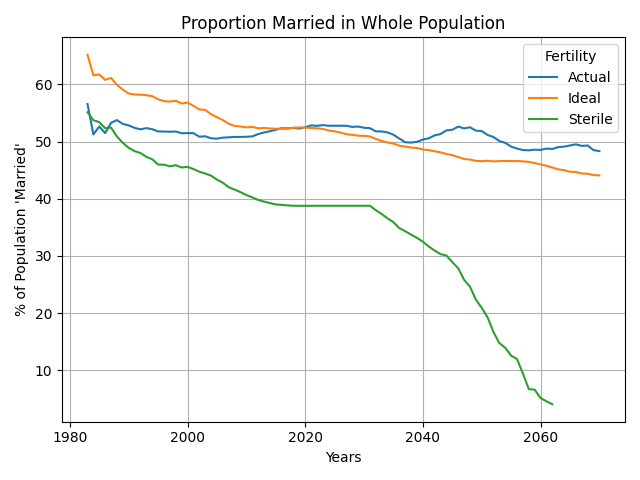 Proportion Married in Whole Population
% of Population 'Married'
60
50
40
30
20
10
Fertility
Actual
Ideal
Sterile
1980 2000 2020 2040 2060
Years